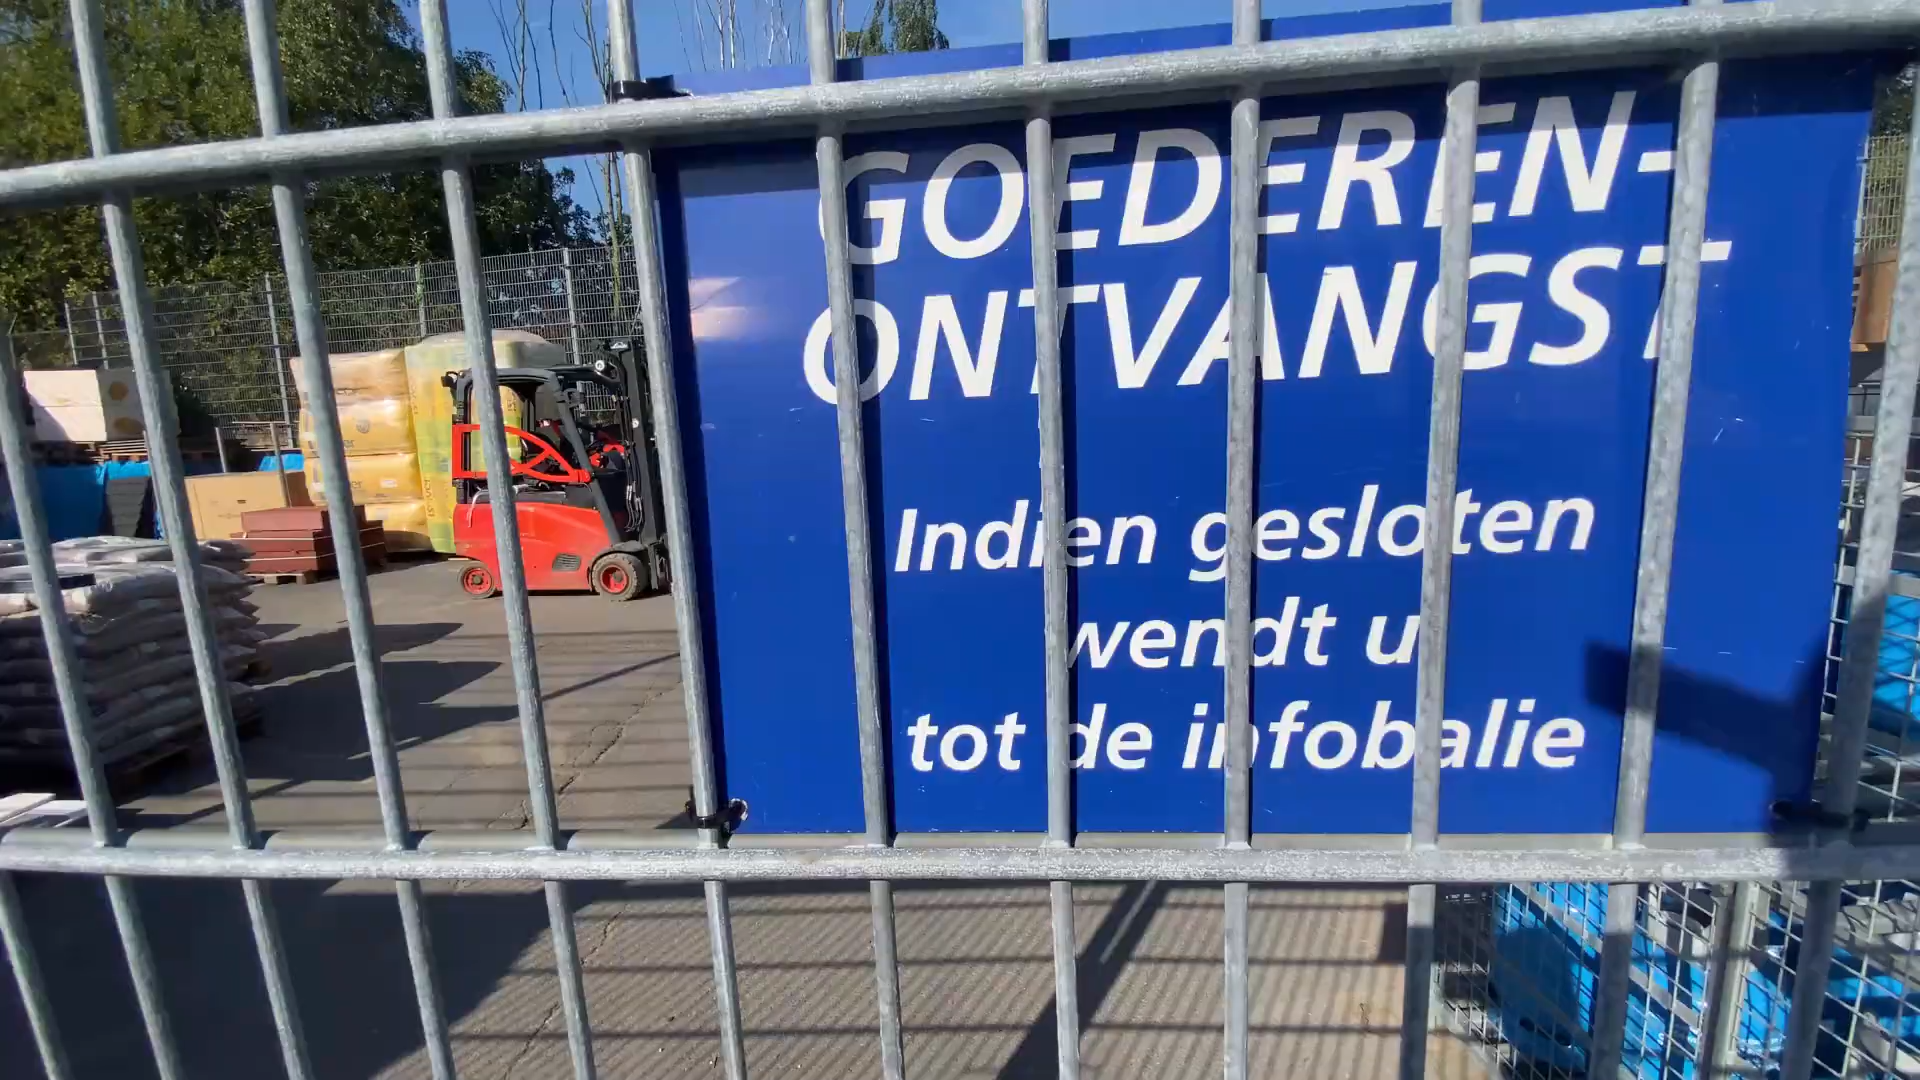 GOEDEREN-
ONTVANGST
Indien gesloten
wendt u
tot de infobalie